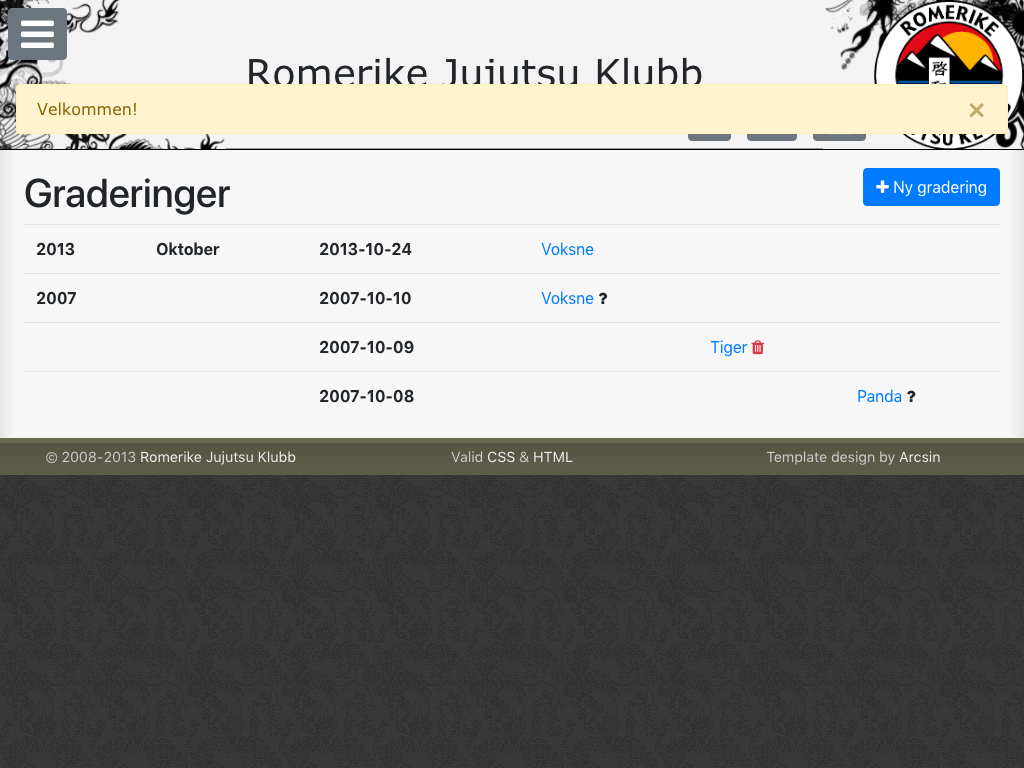 Romerike Jujutsu Klubb
ROMERIKE
Velkommen!
×
Graderinger
Ny gradering
2013 Oktober 2013-10-24 Voksne
2007 2007-10-10 Voksne ?
2007-10-09 Tiger
2007-10-08 Panda ?
© 2008-2013 Romerike Jujutsu Klubb Valid CSS & HTML Template design by Arcsin